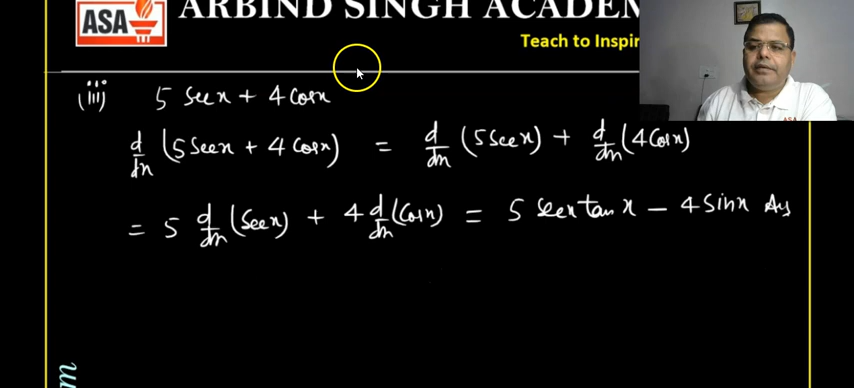 ASA
ARBIND SINGH ACADEM
Teach to Inspir
(iii) 5 Secx + 4 Cosx
d/dx (5 Secx + 4 Cosx) = d/dx (5 Secx) + d/dx (4 Cosx)
= 5 d/dx (Secx) + 4 d/dx (Cosx) = 5 Secx tan x - 4 Sinx Ans
m